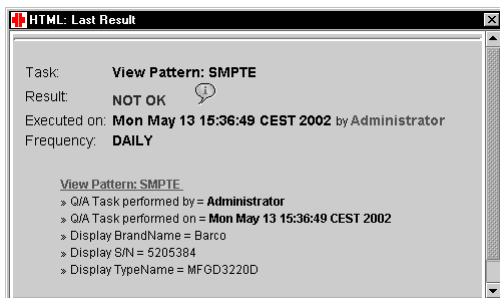 HTML: Last Result
Task: View Pattern: SMPTE
Result: NOT OK
Executed on: Mon May 13 15:36:49 CEST 2002 by Administrator
Frequency: DAILY
View Pattern: SMPTE
» Q/A Task performed by = Administrator
» Q/A Task performed on = Mon May 13 15:36:49 CEST 2002
» Display BrandName = Barco
» Display S/N = 5205384
» Display TypeName = MFGD3220D